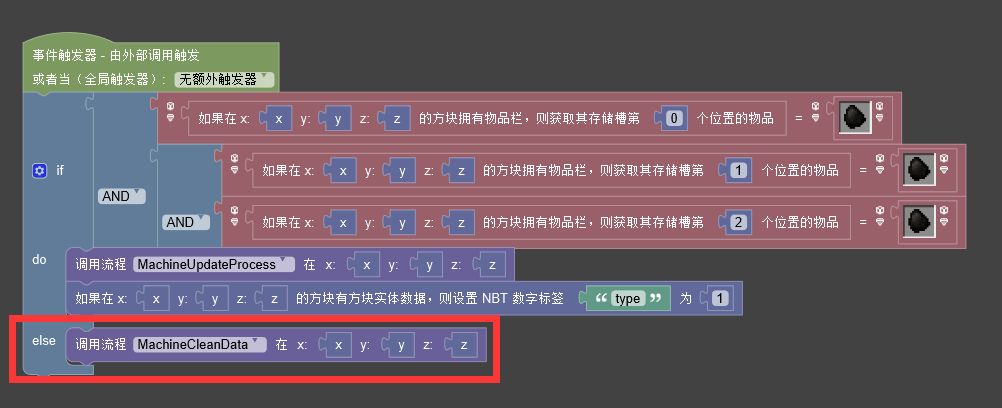 事件触发器 - 由外部调用触发
或者当（全局触发器）: 无额外触发器
如果在 x: x y: y z: z 的方块拥有物品栏，则获取其存储槽第 0 个位置的物品 =
if AND 如果在 x: x y: y z: z 的方块拥有物品栏，则获取其存储槽第 1 个位置的物品 =
AND 如果在 x: x y: y z: z 的方块拥有物品栏，则获取其存储槽第 2 个位置的物品 =
do 调用流程 MachineUpdateProcess 在 x: x y: y z: z
如果在 x: x y: y z: z 的方块有方块实体数据，则设置 NBT 数字标签 “ type ” 为 1
else 调用流程 MachineCleanData 在 x: x y: y z: z